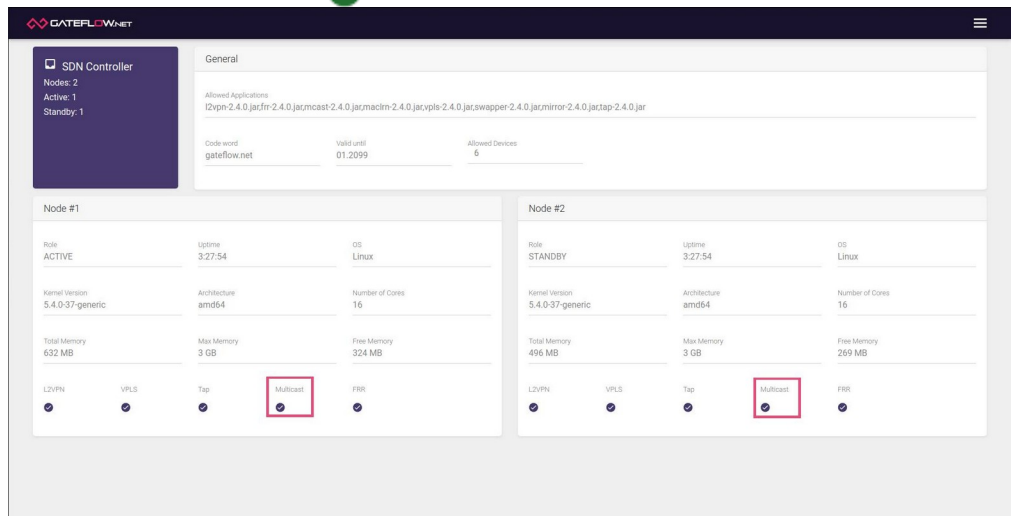 GATEFLOW.NET
SDN Controller
Nodes: 2
Active: 1
Standby: 1
General
Allowed Applications
l2vpn-2.4.0.jar,frr-2.4.0.jar,mcast-2.4.0.jar,maclrn-2.4.0.jar,vpls-2.4.0.jar,swapper-2.4.0.jar,mirror-2.4.0.jar,tap-2.4.0.jar
Code word Valid until Allowed Devices
gateflow.net 01.2099 6
Node #1
Role Uptime OS
ACTIVE 3:27:54 Linux
Kernel Version Architecture Number of Cores
5.4.0-37-generic amd64 16
Total Memory Max Memory Free Memory
632 MB 3 GB 324 MB
L2VPN VPLS Tap Multicast FRR
Node #2
Role Uptime OS
STANDBY 3:27:54 Linux
Kernel Version Architecture Number of Cores
5.4.0-37-generic amd64 16
Total Memory Max Memory Free Memory
496 MB 3 GB 269 MB
L2VPN VPLS Tap Multicast FRR